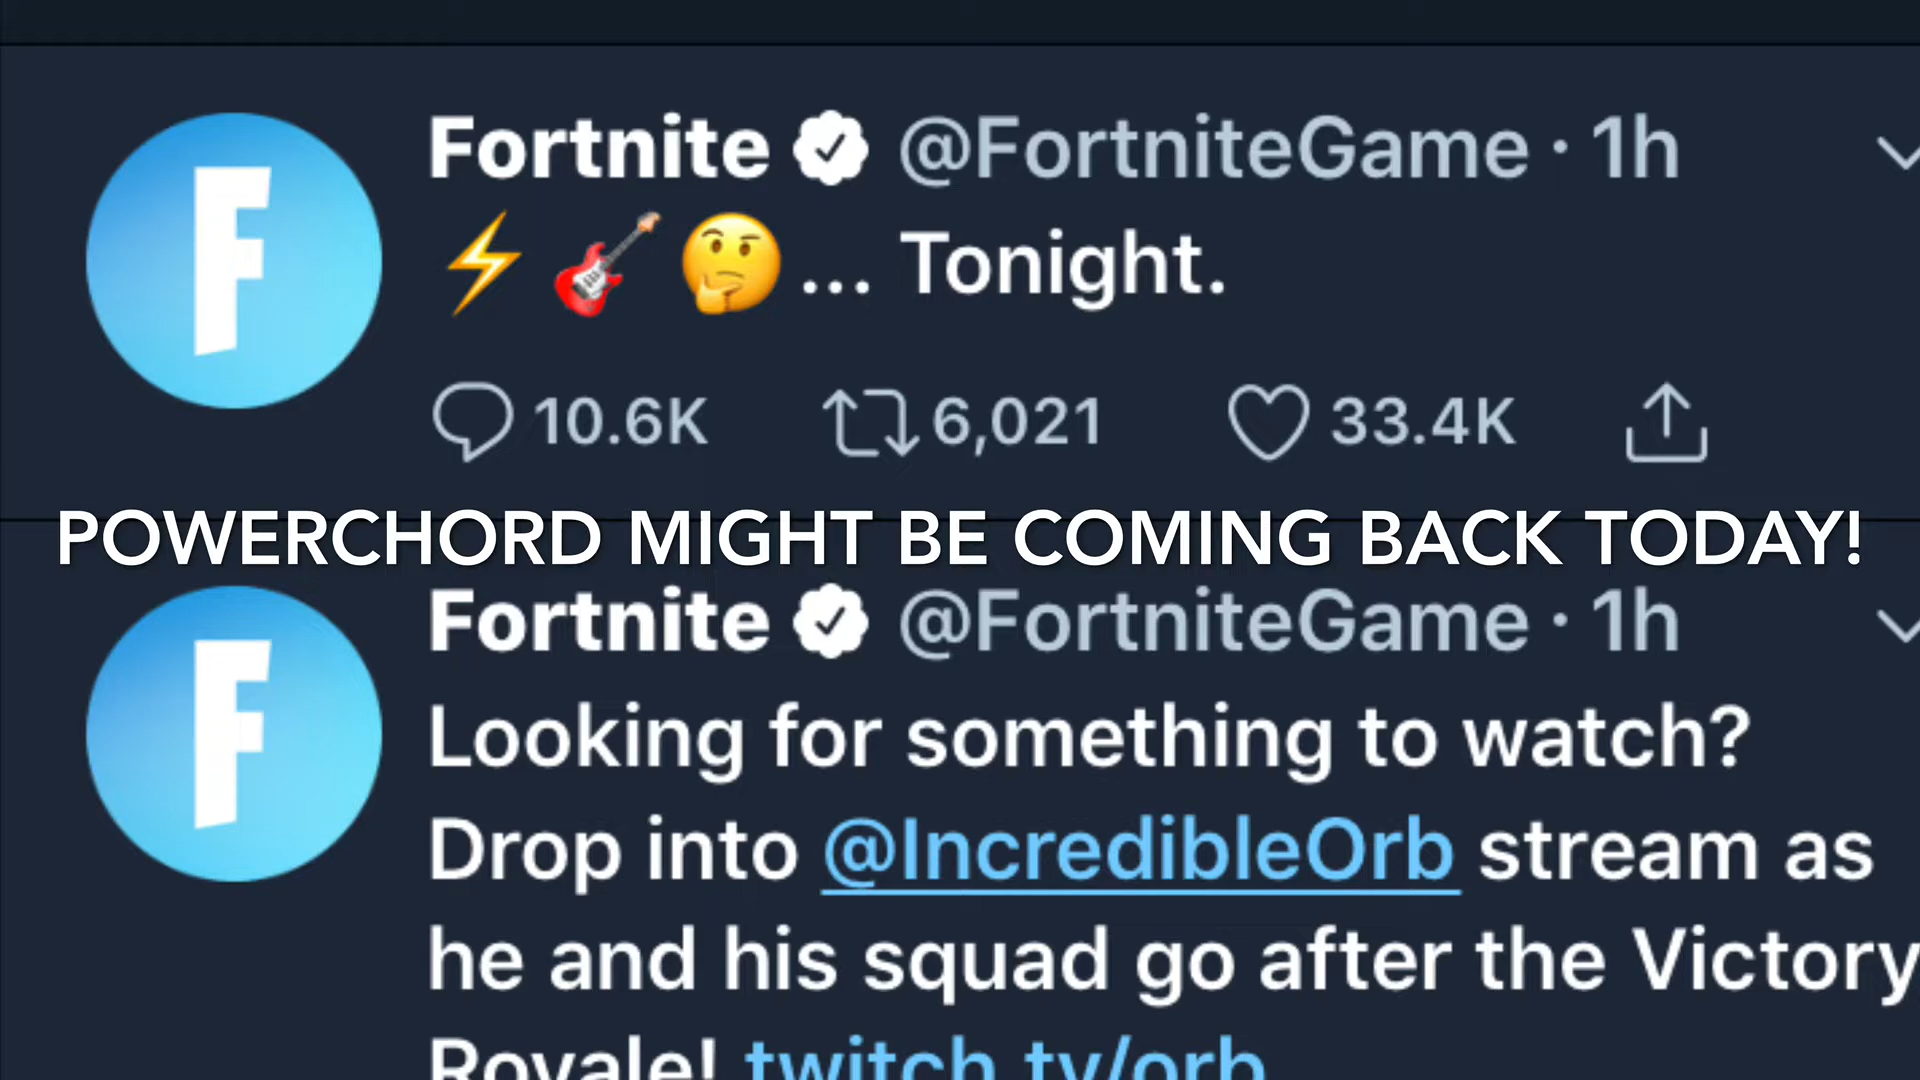 Fortnite @FortniteGame · 1h
⚡🎸🤔... Tonight.
10.6K 6,021 33.4K
POWERCHORD MIGHT BE COMING BACK TODAY!
Fortnite @FortniteGame · 1h
Looking for something to watch?
Drop into @IncredibleOrb stream as
he and his squad go after the Victory
Royale! twitch.tv/orb